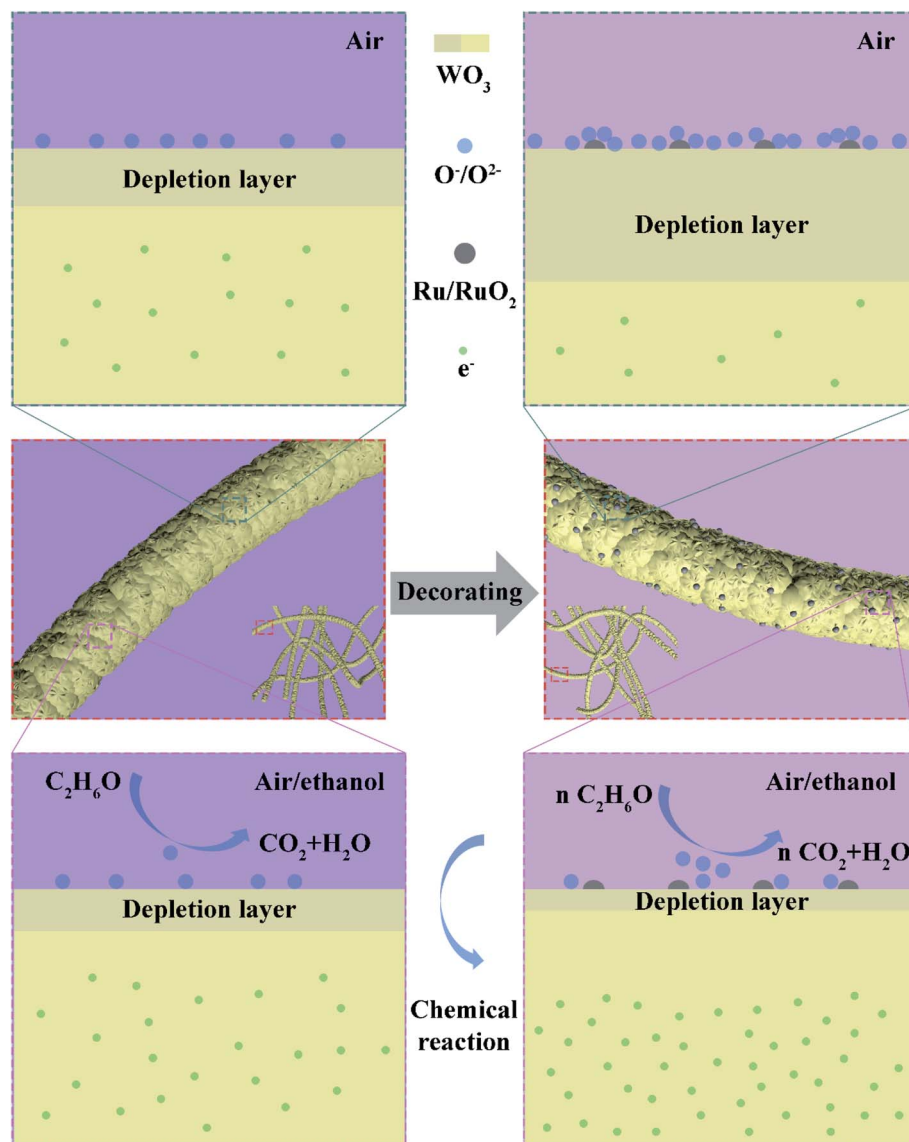 Air
Depletion layer
WO₃
O⁻/O²⁻
Ru/RuO₂
e⁻
Air
Depletion layer
Decorating
C₂H₆O
Air/ethanol
CO₂+H₂O
Depletion layer
Chemical
reaction
n C₂H₆O
Air/ethanol
n CO₂+H₂O
Depletion layer